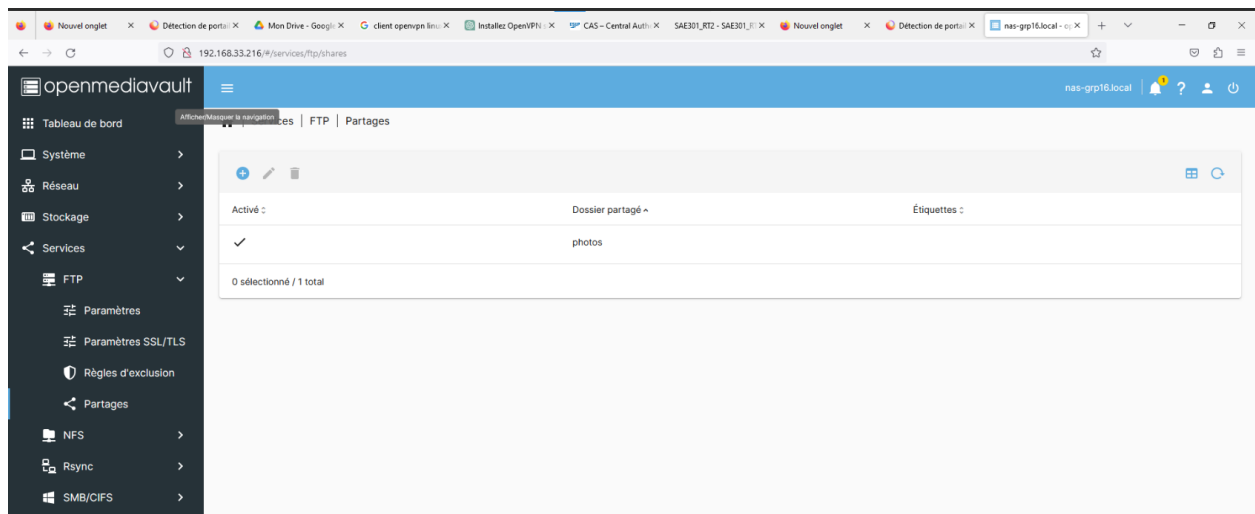 Nouvel onglet Détection de portail Mon Drive - Google client openvpn linu Installez OpenVPN CAS – Central Auth SAE301_RT2 - SAE301_R Nouvel onglet Détection de portail nas-grp16.local - o
192.168.33.216/#/services/ftp/shares
openmediavault
nas-grp16.local 1 ?
Tableau de bord
Afficher/Masquer la navigation
| FTP | Partages
Système
Réseau
Stockage
Services
FTP
Paramètres
Paramètres SSL/TLS
Règles d'exclusion
Partages
NFS
Rsync
SMB/CIFS
Activé Dossier partagé Étiquettes
photos
0 sélectionné / 1 total